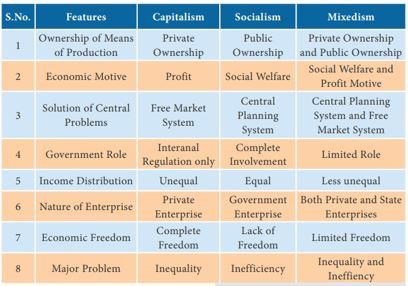 S.No. Features Capitalism Socialism Mixedism
1 Ownership of Means of Production Private Ownership Public Ownership Private Ownership and Public Ownership
2 Economic Motive Profit Social Welfare Social Welfare and Profit Motive
3 Solution of Central Problems Free Market System Central Planning System Central Planning System and Free Market System
4 Government Role Interanal Regulation only Complete Involvement Limited Role
5 Income Distribution Unequal Equal Less unequal
6 Nature of Enterprise Private Enterprise Government Enterprise Both Private and State Enterprises
7 Economic Freedom Complete Freedom Lack of Freedom Limited Freedom
8 Major Problem Inequality Inefficiency Inequality and Ineffiency